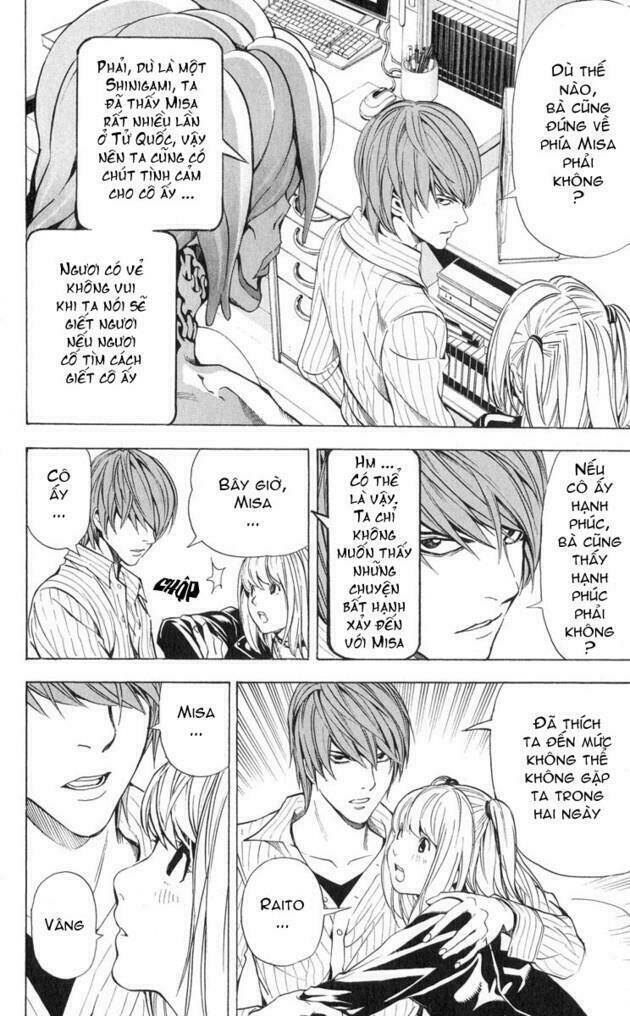 DÙ THẾ
NÀO,
BÀ CŨNG
ĐỨNG VỀ
PHÍA MISA
PHẢI
KHÔNG
?
PHẢI, DÙ LÀ MỘT
SHINIGAMI, TA
ĐÃ THẤY MISA
RẤT NHIỀU LẦN
Ở TỬ QUỐC, VẬY
NÊN TA CŨNG CÓ
CHÚT TÌNH CẢM
CHO CÔ ẤY ...
NGƯƠI CÓ VẺ
KHÔNG VUI
KHI TA NÓI SẼ
GIẾT NGƯƠI
NẾU NGƯƠI
CỐ TÌM CÁCH
GIẾT CÔ ẤY
NẾU
CÔ ẤY
HẠNH
PHÚC,
BÀ CŨNG
THẤY
HẠNH
PHÚC
PHẢI
KHÔNG
?
HM ...
CÓ THỂ
LÀ VẬY.
TA CHỈ
KHÔNG
MUỐN THẤY
NHỮNG
CHUYỆN
BẤT HẠNH
XẢY ĐẾN
VỚI MISA
BÂY GIỜ,
MISA
...
CHỘP
CÔ
ẤY
...
ĐÃ THÍCH
TA ĐẾN MỨC
KHÔNG THỂ
KHÔNG GẶP
TA TRONG
HAI NGÀY
RAITO
...
MISA
...
VÂNG